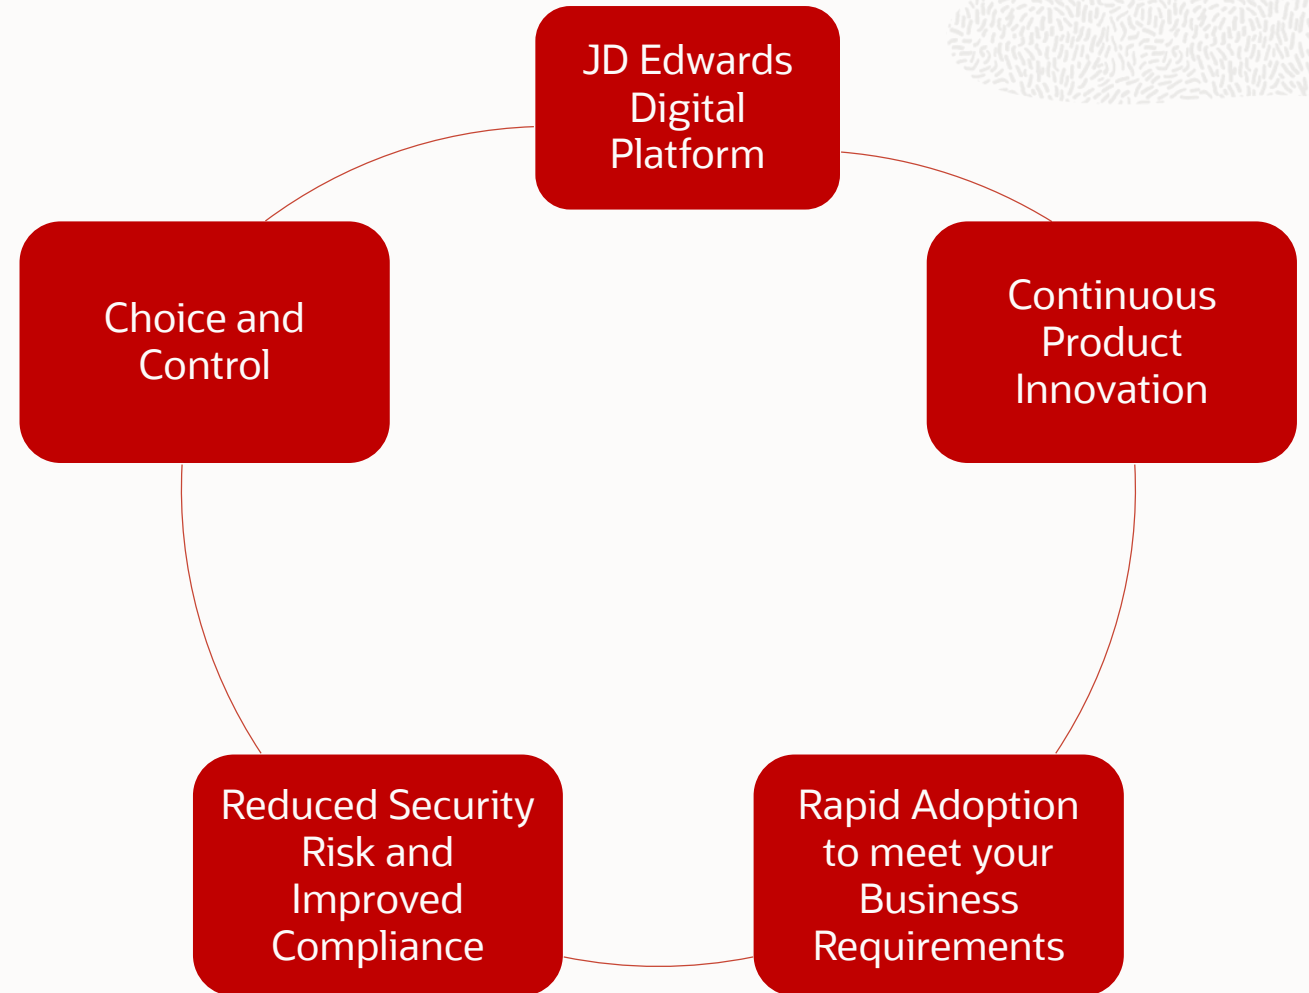 JD Edwards
Digital
Platform
Continuous
Product
Innovation
Rapid Adoption
to meet your
Business
Requirements
Reduced Security
Risk and
Improved
Compliance
Choice and
Control